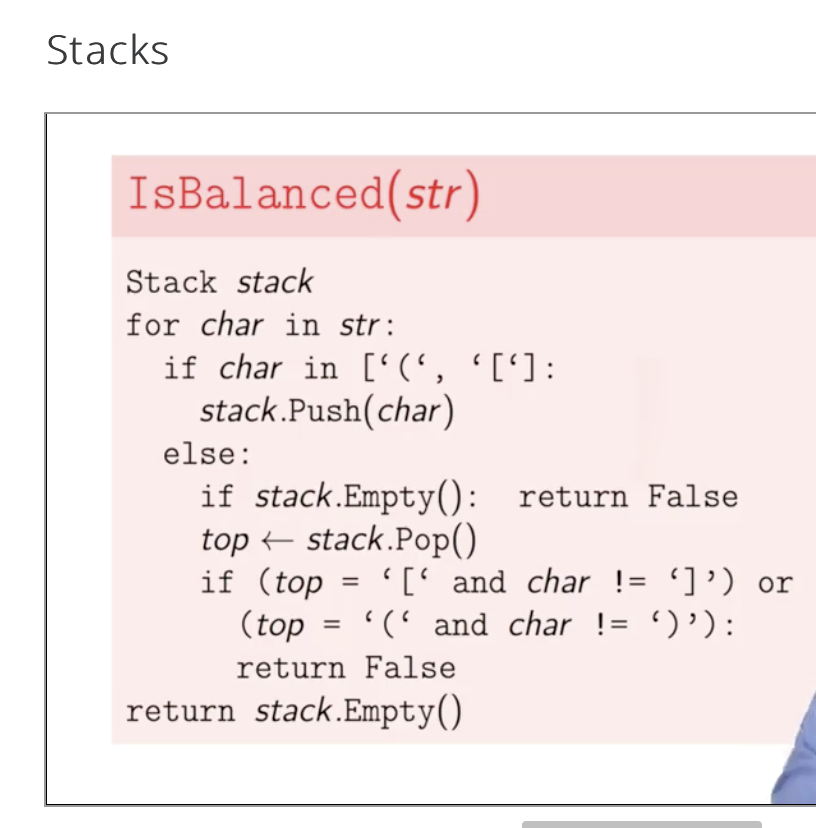 Stacks
IsBalanced(str)
Stack stack
for char in str:
if char in [‘(‘, ‘[‘]:
stack.Push(char)
else:
if stack.Empty(): return False
top ← stack.Pop()
if (top = ‘[‘ and char != ‘]’) or
(top = ‘(‘ and char != ‘)’):
return False
return stack.Empty()